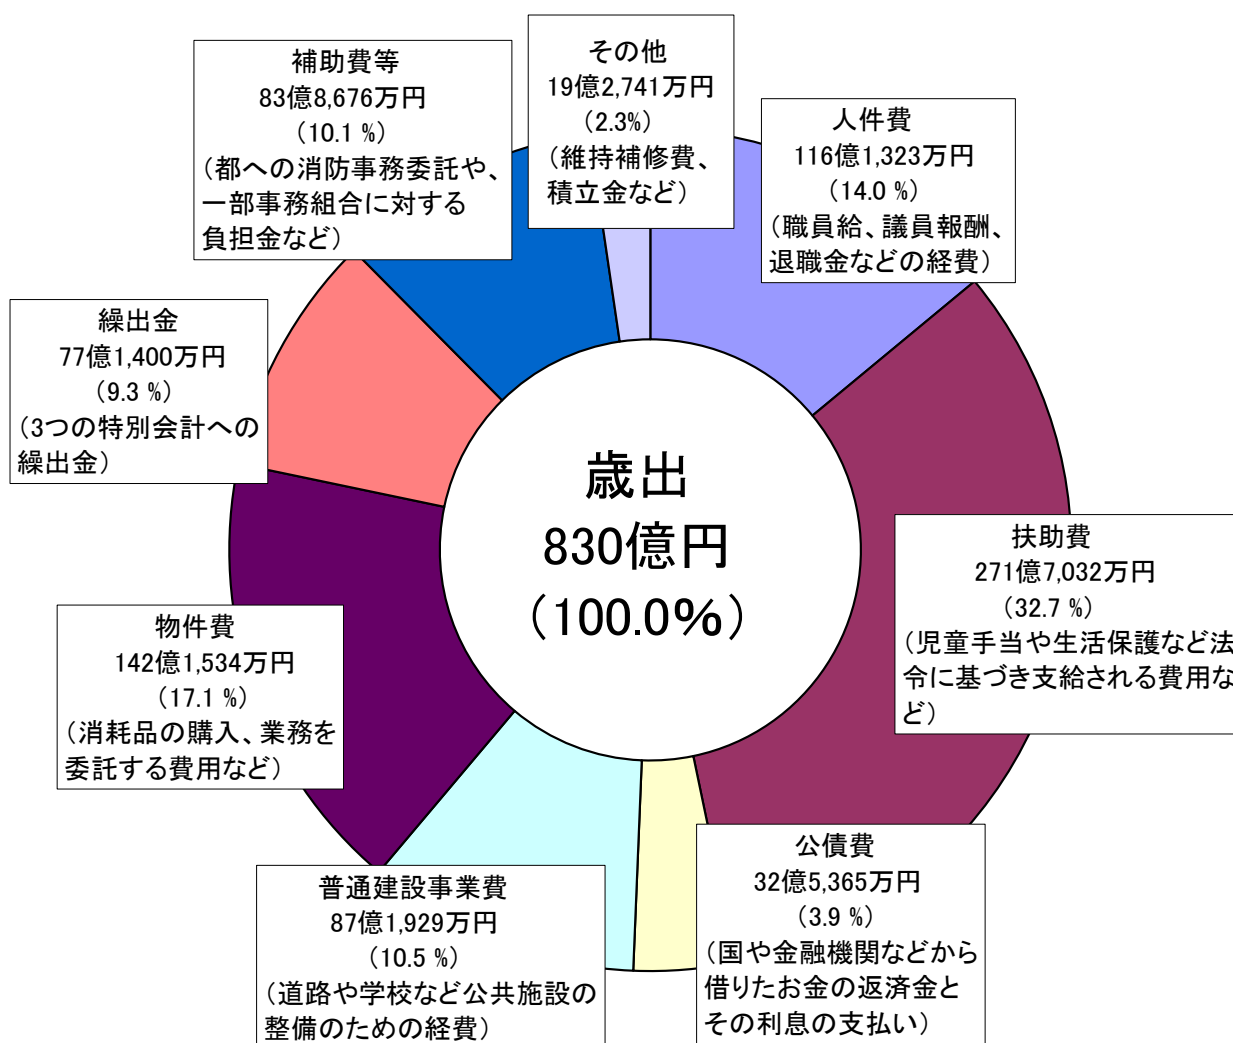 その他
19億2,741万円
(2.3%)
(維持補修費、
積立金など)
人件費
116億1,323万円
(14.0 %)
(職員給、議員報酬、
退職金などの経費)
扶助費
271億7,032万円
(32.7 %)
(児童手当や生活保護など法
令に基づき支給される費用な
ど)
公債費
32億5,365万円
(3.9 %)
(国や金融機関などから
借りたお金の返済金と
その利息の支払い)
普通建設事業費
87億1,929万円
(10.5 %)
(道路や学校など公共施設の
整備のための経費)
物件費
142億1,534万円
(17.1 %)
(消耗品の購入、業務を
委託する費用など)
繰出金
77億1,400万円
(9.3 %)
(3つの特別会計への
繰出金)
補助費等
83億8,676万円
(10.1 %)
(都への消防事務委託や、
一部事務組合に対する
負担金など)
歳出
830億円
(100.0%)